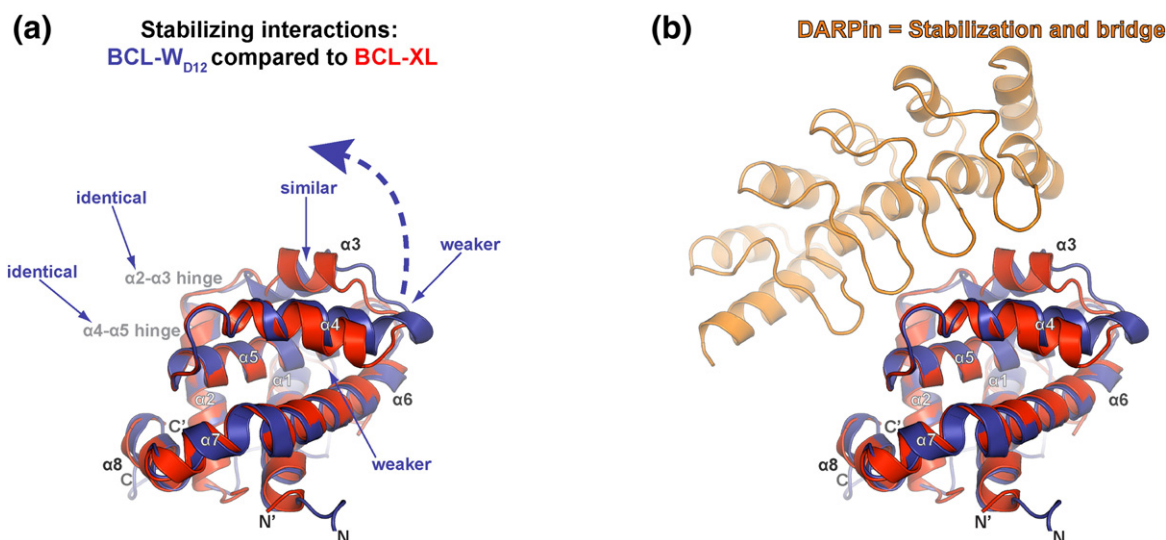 (a)
Stabilizing interactions:
BCL-W_D12 compared to BCL-XL
identical
similar
α3
weaker
α2-α3 hinge
identical
α4-α5 hinge
α4
α5
α1
α2
α6
C'
α7
α8
C
weaker
N'
N
(b)
DARPin = Stabilization and bridge
α3
α4
α5
α1
α2
α6
C'
α7
α8
C
N'
N